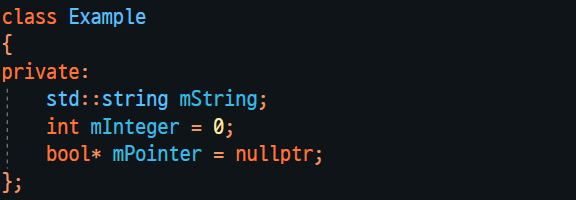 class Example
{
private:
    std::string mString;
    int mInteger = 0;
    bool* mPointer = nullptr;
};